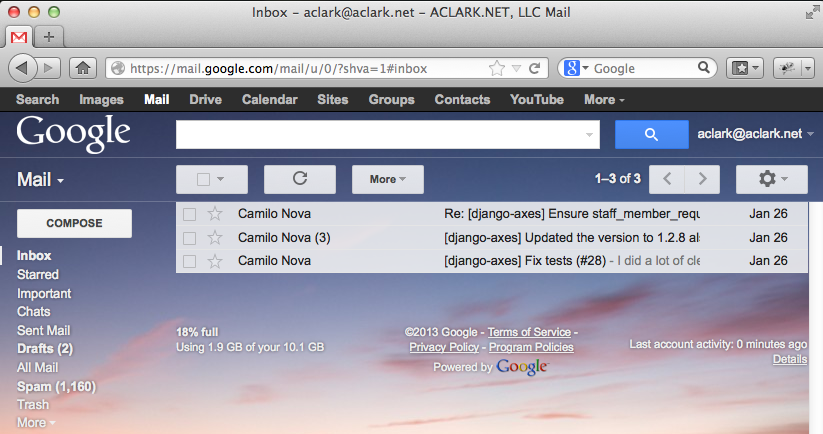 Inbox – aclark@aclark.net – ACLARK.NET, LLC Mail
https://mail.google.com/mail/u/0/?shva=1#inbox
Google
Search Images Mail Drive Calendar Sites Groups Contacts YouTube More
Google
aclark@aclark.net
Mail
More
1–3 of 3
COMPOSE
Camilo Nova Re: [django-axes] Ensure staff_member_requ Jan 26
Camilo Nova (3) [django-axes] Updated the version to 1.2.8 al Jan 26
Camilo Nova [django-axes] Fix tests (#28) - I did a lot of cle Jan 26
Inbox
Starred
Important
Chats
Sent Mail
Drafts (2)
All Mail
Spam (1,160)
Trash
More
18% full
Using 1.9 GB of your 10.1 GB
©2013 Google - Terms of Service -
Privacy Policy - Program Policies
Powered by Google
Last account activity: 0 minutes ago
Details